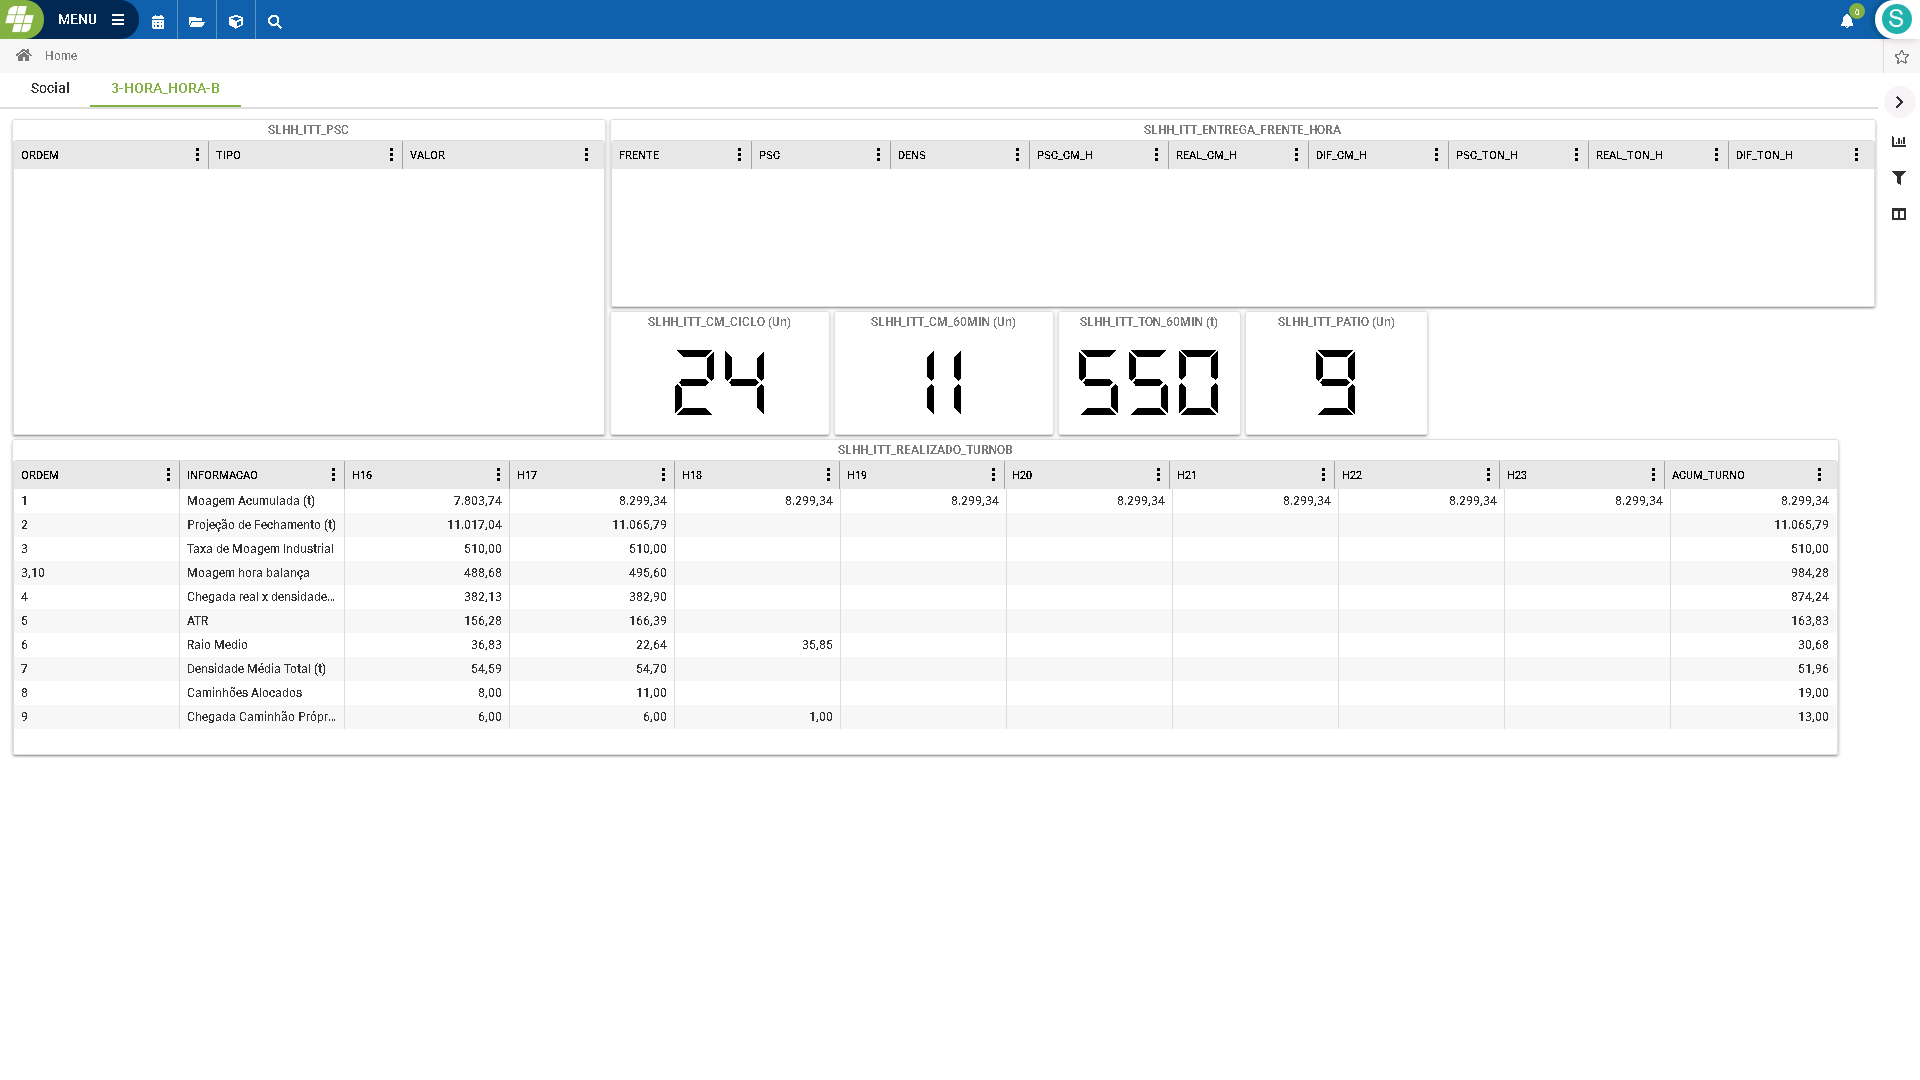 MENU
0
S
Home
Social 3-HORA_HORA-B
SLHH_ITT_PSC
ORDEM TIPO VALOR
SLHH_ITT_ENTREGA_FRENTE_HORA
FRENTE PSC DENS PSC_CM_H REAL_CM_H DIF_CM_H PSC_TON_H REAL_TON_H DIF_TON_H
SLHH_ITT_CM_CICLO (Un)
24
SLHH_ITT_CM_60MIN (Un)
11
SLHH_ITT_TON_60MIN (t)
550
SLHH_ITT_PATIO (Un)
9
SLHH_ITT_REALIZADO_TURNOB
ORDEM INFORMACAO H16 H17 H18 H19 H20 H21 H22 H23 ACUM_TURNO
1 Moagem Acumulada (t) 7.803,74 8.299,34 8.299,34 8.299,34 8.299,34 8.299,34 8.299,34 8.299,34 8.299,34
2 Projeção de Fechamento (t) 11.017,04 11.065,79 11.065,79
3 Taxa de Moagem Industrial 510,00 510,00 510,00
3,10 Moagem hora balança 488,68 495,60 984,28
4 Chegada real x densidade... 382,13 382,90 874,24
5 ATR 156,28 166,39 163,83
6 Raio Medio 36,83 22,64 35,85 30,68
7 Densidade Média Total (t) 54,59 54,70 51,96
8 Caminhões Alocados 8,00 11,00 19,00
9 Chegada Caminhão Própr... 6,00 6,00 1,00 13,00